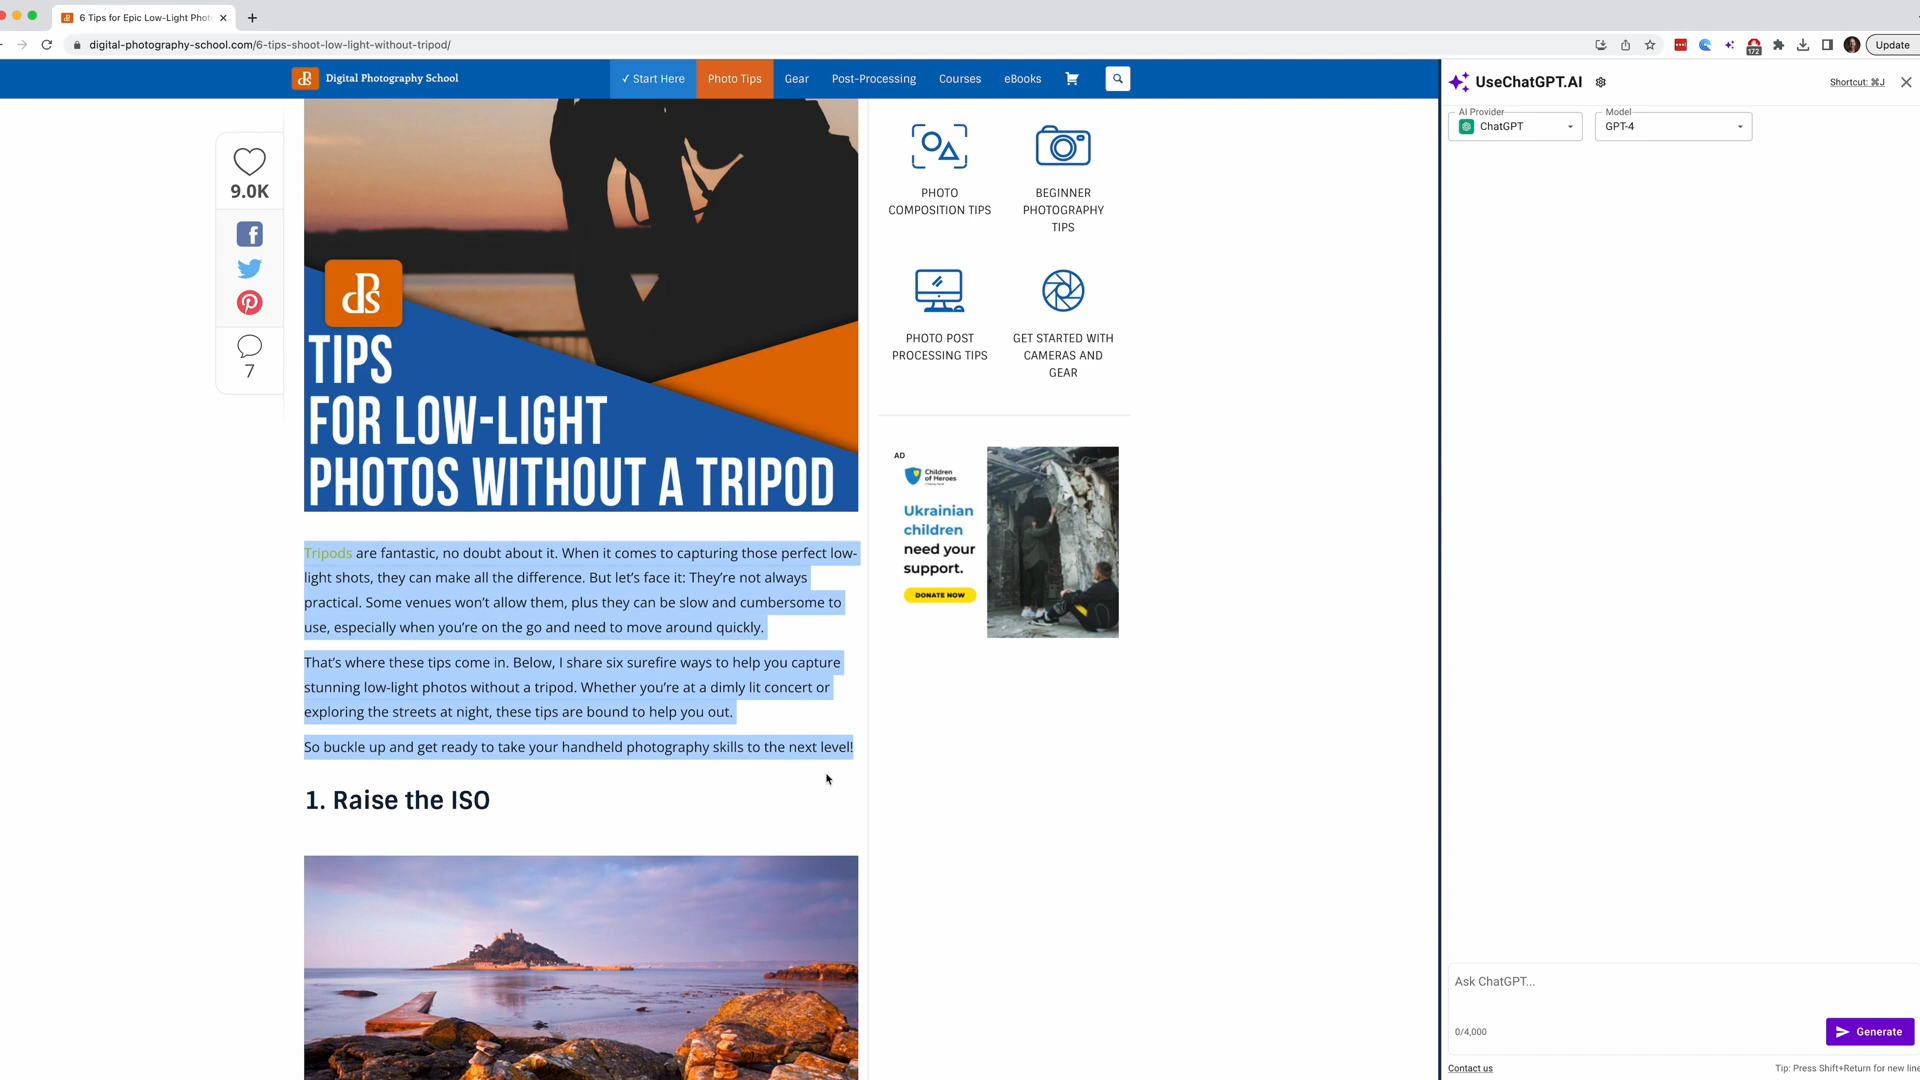 6 Tips for Epic Low-Light Phot
digital-photography-school.com/6-tips-shoot-low-light-without-tripod/
172
Update
dPs
Digital Photography School
✓ Start Here
Photo Tips
Gear
Post-Processing
Courses
eBooks
9.0K
7
dPs
TIPS
FOR LOW-LIGHT
PHOTOS WITHOUT A TRIPOD
Tripods are fantastic, no doubt about it. When it comes to capturing those perfect low-
light shots, they can make all the difference. But let’s face it: They’re not always
practical. Some venues won’t allow them, plus they can be slow and cumbersome to
use, especially when you’re on the go and need to move around quickly.
That’s where these tips come in. Below, I share six surefire ways to help you capture
stunning low-light photos without a tripod. Whether you’re at a dimly lit concert or
exploring the streets at night, these tips are bound to help you out.
So buckle up and get ready to take your handheld photography skills to the next level!
1. Raise the ISO
PHOTO
COMPOSITION TIPS
BEGINNER
PHOTOGRAPHY
TIPS
PHOTO POST
PROCESSING TIPS
GET STARTED WITH
CAMERAS AND
GEAR
AD
Children
of Heroes
Ukrainian
children
need your
support.
DONATE NOW
UseChatGPT.AI
Shortcut: ⌘J
AI Provider
ChatGPT
Model
GPT-4
Ask ChatGPT...
0/4,000
Generate
Contact us
Tip: Press Shift+Return for new line